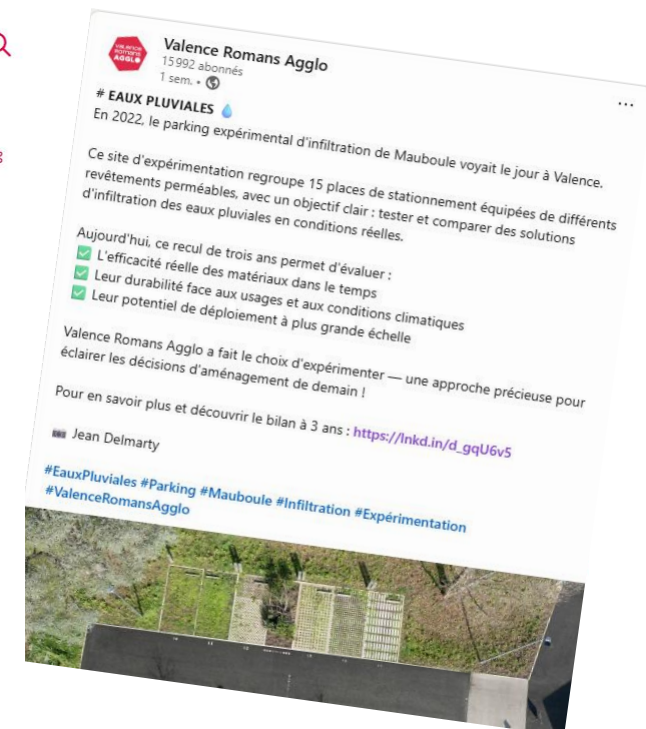 VALENCE
ROMANS
AGGLO
Valence Romans Agglo
15 992 abonnés
1 sem. •
...
# EAUX PLUVIALES 💧
En 2022, le parking expérimental d'infiltration de Mauboule voyait le jour à Valence.
Ce site d'expérimentation regroupe 15 places de stationnement équipées de différents
revêtements perméables, avec un objectif clair : tester et comparer des solutions
d'infiltration des eaux pluviales en conditions réelles.
Aujourd'hui, ce recul de trois ans permet d'évaluer :
✅ L'efficacité réelle des matériaux dans le temps
✅ Leur durabilité face aux usages et aux conditions climatiques
✅ Leur potentiel de déploiement à plus grande échelle
Valence Romans Agglo a fait le choix d'expérimenter — une approche précieuse pour
éclairer les décisions d'aménagement de demain !
Pour en savoir plus et découvrir le bilan à 3 ans : https://lnkd.in/d_gqU6v5
📷 Jean Delmarty
#EauxPluviales #Parking #Mauboule #Infiltration #Expérimentation
#ValenceRomansAgglo